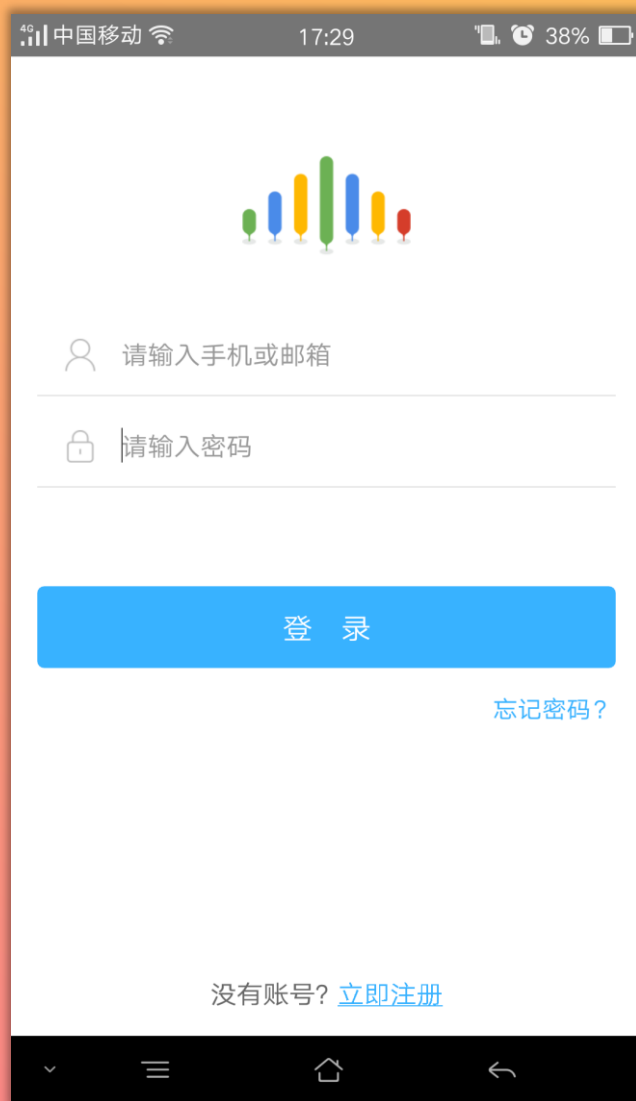 4G 中国移动 17:29 38%
请输入手机或邮箱
请输入密码
登 录
忘记密码?
没有账号? 立即注册